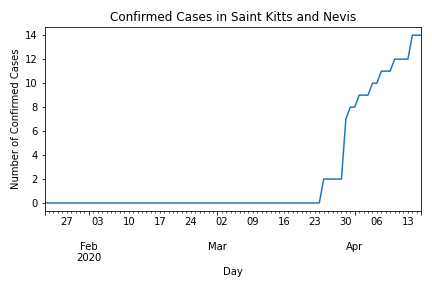 Confirmed Cases in Saint Kitts and Nevis
Number of Confirmed Cases
14
12
10
8
6
4
2
0
27 03 10 17 24 02 09 16 23 30 06 13
Feb Mar Apr
2020
Day